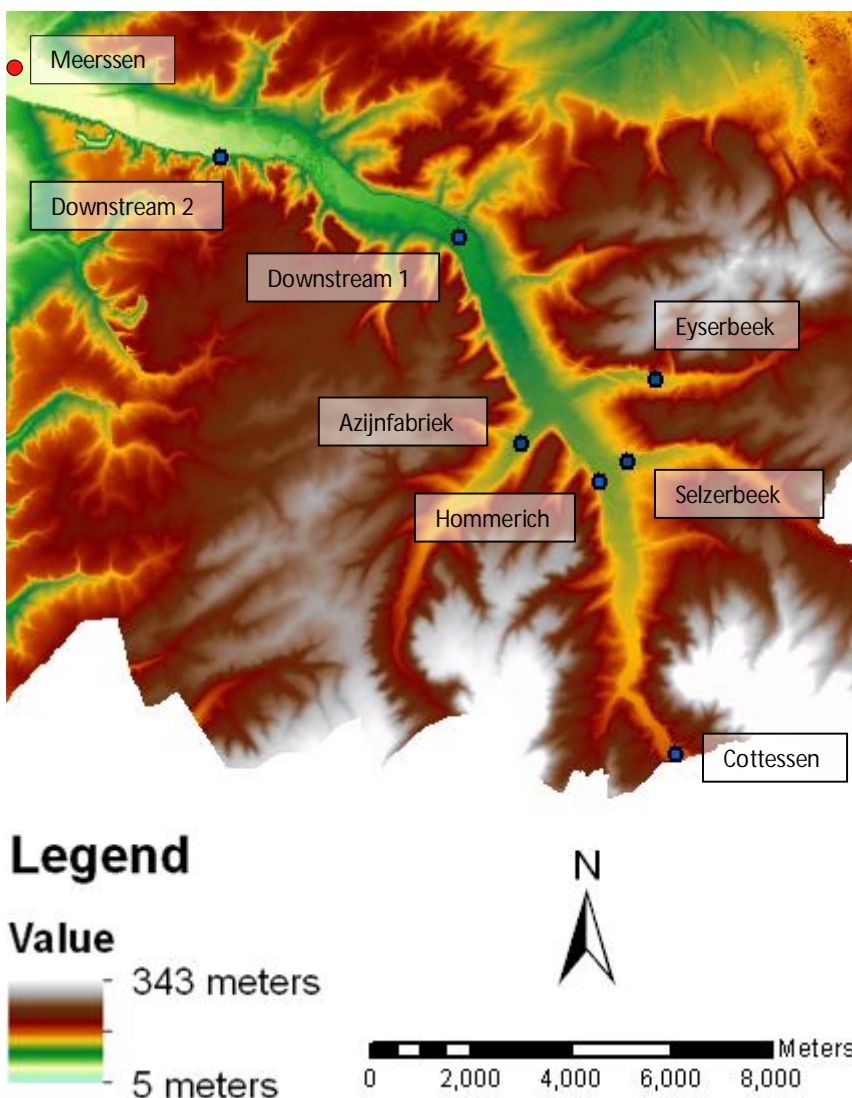 Meerssen
Downstream 2
Downstream 1
Eyserbeek
Azijnfabriek
Selzerbeek
Hommerich
Cottessen
Legend
N
Value
343 meters
5 meters
Meters
0 2,000 4,000 6,000 8,000